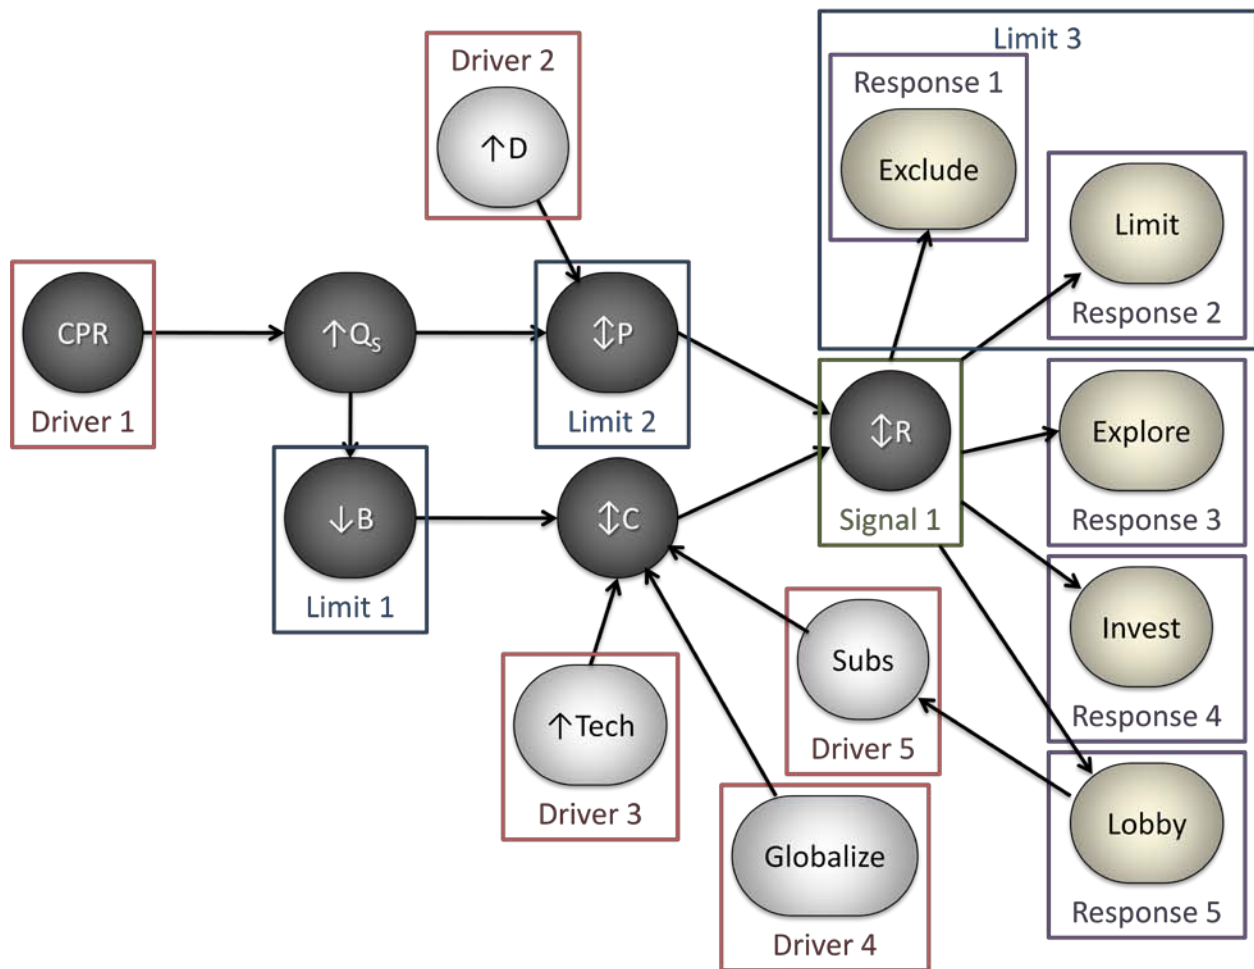 Limit 3
Driver 2
↑D
Response 1
Exclude
Limit
Response 2
CPR
Driver 1
↑Qs
↕P
Limit 2
↕R
Signal 1
Explore
Response 3
↓B
Limit 1
↕C
Invest
Response 4
Subs
Driver 5
↑Tech
Driver 3
Globalize
Driver 4
Lobby
Response 5